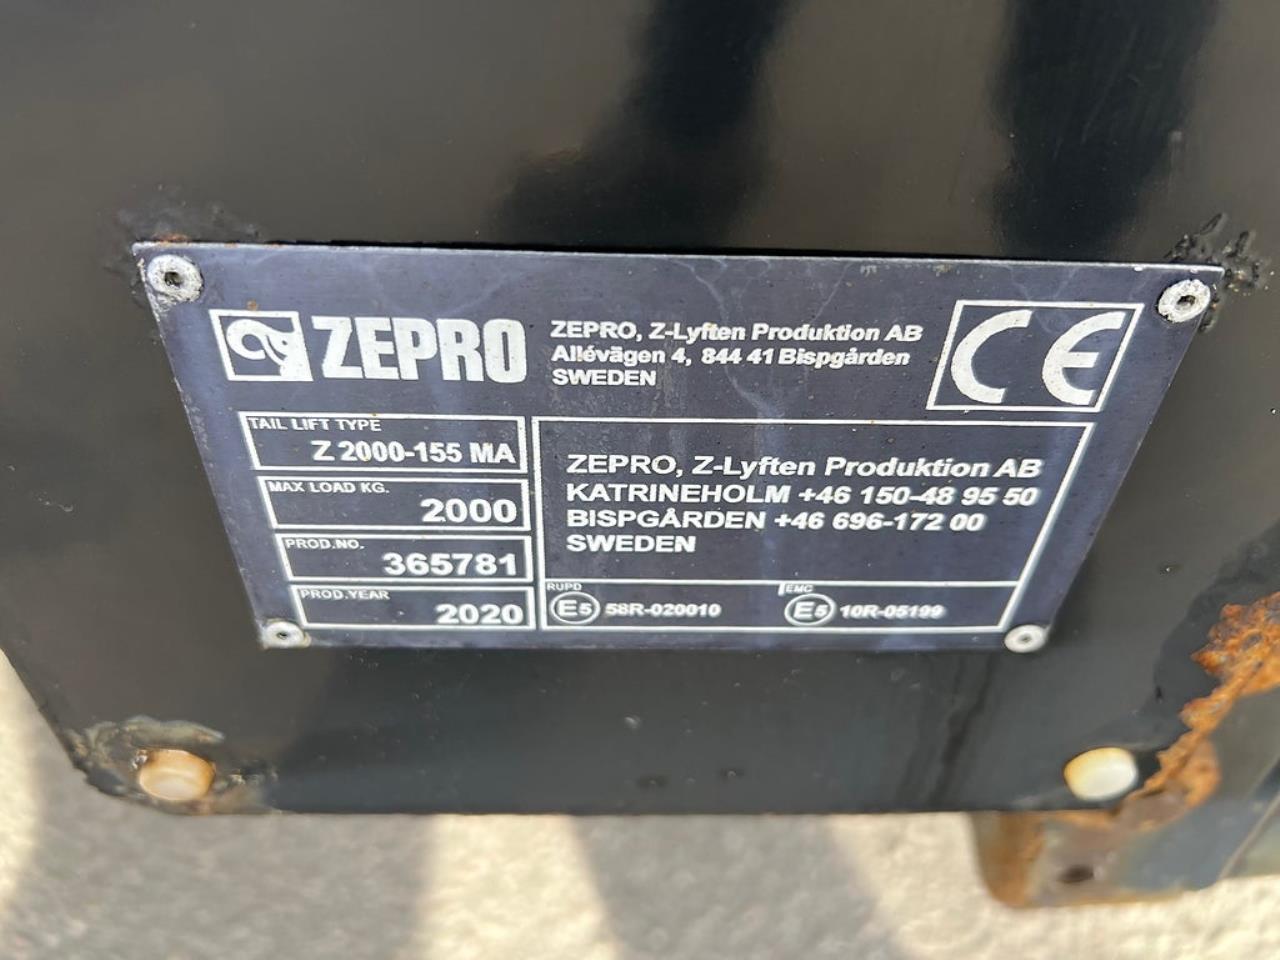 ZEPRO
ZEPRO, Z-Lyften Produktion AB
Allévägen 4, 844 41 Bispgården
SWEDEN
CE
TAIL LIFT TYPE
Z 2000-155 MA
MAX LOAD KG.
2000
PROD.NO.
365781
PROD.YEAR
2020
ZEPRO, Z-Lyften Produktion AB
KATRINEHOLM +46 150-48 95 50
BISPGÅRDEN +46 696-172 00
SWEDEN
RUPD
E5 58R-020010
EMC
E5 10R-05199